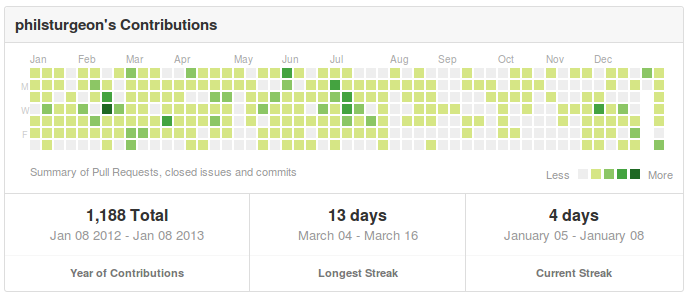 philsturgeon's Contributions
Jan Feb Mar Apr May Jun Jul Aug Sep Oct Nov Dec
M
W
F
Summary of Pull Requests, closed issues and commits
Less More
1,188 Total 13 days 4 days
Jan 08 2012 - Jan 08 2013 March 04 - March 16 January 05 - January 08
Year of Contributions Longest Streak Current Streak